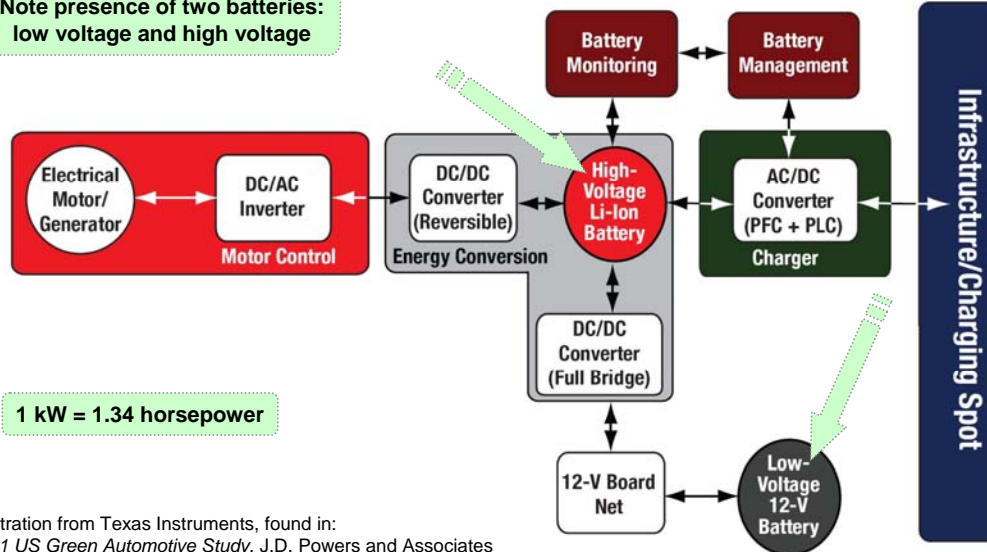 Note presence of two batteries:
low voltage and high voltage
Battery
Monitoring
Battery
Management
Infrastructure/Charging Spot
Electrical
Motor/
Generator
DC/AC
Inverter
Motor Control
DC/DC
Converter
(Reversible)
Energy Conversion
High-
Voltage
Li-Ion
Battery
AC/DC
Converter
(PFC + PLC)
Charger
DC/DC
Converter
(Full Bridge)
1 kW = 1.34 horsepower
12-V Board
Net
Low-
Voltage
12-V
Battery
tration from Texas Instruments, found in:
1 US Green Automotive Study, J.D. Powers and Associates